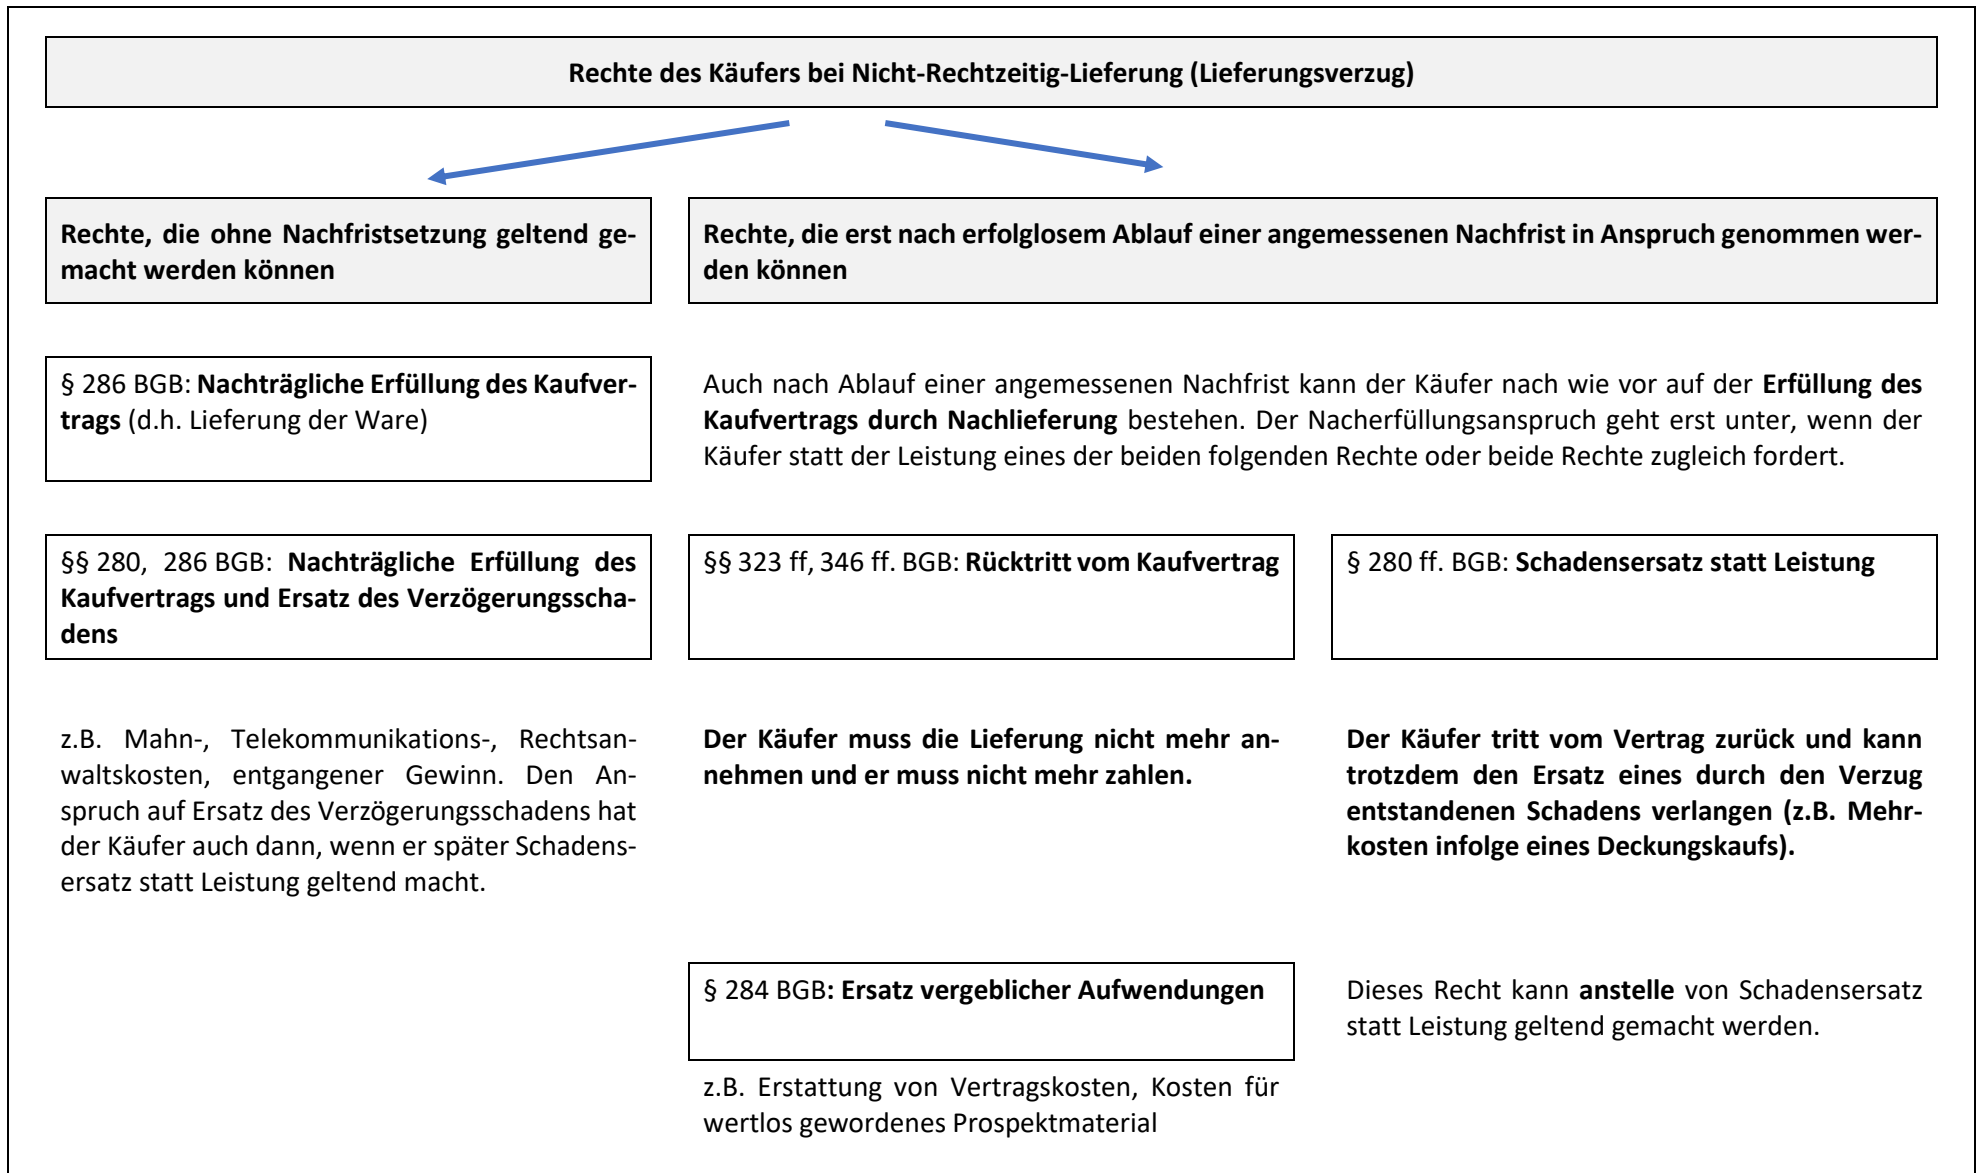 Rechte des Käufers bei Nicht-Rechtzeitig-Lieferung (Lieferungsverzug)
Rechte, die ohne Nachfristsetzung geltend ge-
macht werden können
Rechte, die erst nach erfolglosem Ablauf einer angemessenen Nachfrist in Anspruch genommen wer-
den können
§ 286 BGB: Nachträgliche Erfüllung des Kaufver-
trags (d.h. Lieferung der Ware)
Auch nach Ablauf einer angemessenen Nachfrist kann der Käufer nach wie vor auf der Erfüllung des
Kaufvertrags durch Nachlieferung bestehen. Der Nacherfüllungsanspruch geht erst unter, wenn der
Käufer statt der Leistung eines der beiden folgenden Rechte oder beide Rechte zugleich fordert.
§§ 280, 286 BGB: Nachträgliche Erfüllung des
Kaufvertrags und Ersatz des Verzögerungsscha-
dens
§§ 323 ff, 346 ff. BGB: Rücktritt vom Kaufvertrag
§ 280 ff. BGB: Schadensersatz statt Leistung
z.B. Mahn-, Telekommunikations-, Rechtsan-
waltskosten, entgangener Gewinn. Den An-
spruch auf Ersatz des Verzögerungsschadens hat
der Käufer auch dann, wenn er später Schadens-
ersatz statt Leistung geltend macht.
Der Käufer muss die Lieferung nicht mehr an-
nehmen und er muss nicht mehr zahlen.
Der Käufer tritt vom Vertrag zurück und kann
trotzdem den Ersatz eines durch den Verzug
entstandenen Schadens verlangen (z.B. Mehr-
kosten infolge eines Deckungskaufs).
§ 284 BGB: Ersatz vergeblicher Aufwendungen
Dieses Recht kann anstelle von Schadensersatz
statt Leistung geltend gemacht werden.
z.B. Erstattung von Vertragskosten, Kosten für
wertlos gewordenes Prospektmaterial